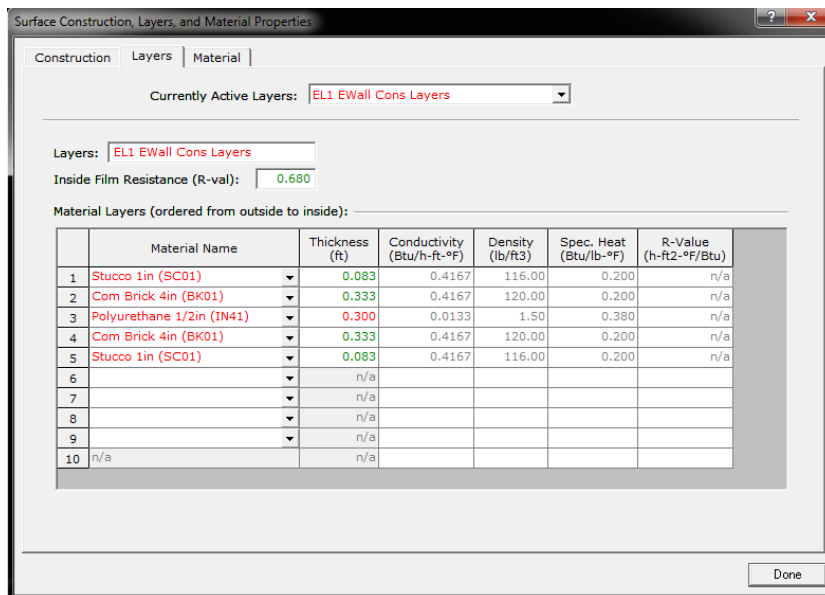 Surface Construction, Layers, and Material Properties
? X
Construction Layers Material
Currently Active Layers: EL1 EWall Cons Layers
Layers: EL1 EWall Cons Layers
Inside Film Resistance (R-val): 0.680
Material Layers (ordered from outside to inside):
Material Name Thickness (ft) Conductivity (Btu/h-ft-°F) Density (lb/ft3) Spec. Heat (Btu/lb-°F) R-Value (h-ft2-°F/Btu)
1 Stucco 1in (SC01) 0.083 0.4167 116.00 0.200 n/a
2 Com Brick 4in (BK01) 0.333 0.4167 120.00 0.200 n/a
3 Polyurethane 1/2in (IN41) 0.300 0.0133 1.50 0.380 n/a
4 Com Brick 4in (BK01) 0.333 0.4167 120.00 0.200 n/a
5 Stucco 1in (SC01) 0.083 0.4167 116.00 0.200 n/a
6 n/a
7 n/a
8 n/a
9 n/a
10 n/a n/a
Done